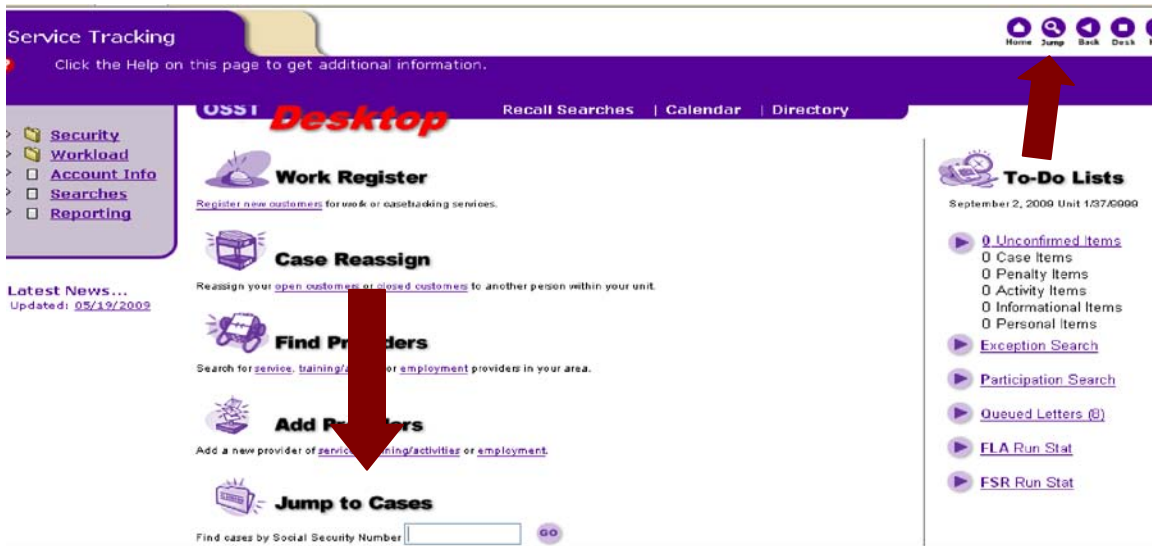 Service Tracking
Home Jump Back Desk
Click the Help on this page to get additional information.
OSST Desktop
Recall Searches | Calendar | Directory
Security
Workload
Account Info
Searches
Reporting
Latest News...
Updated: 05/19/2009
Work Register
Register new customers for work or casetracking services.
Case Reassign
Reassign your open customers or closed customers to another person within your unit.
Find Providers
Search for service, training/ or employment providers in your area.
Add Providers
Add a new provider of service training/activities or employment.
Jump to Cases
Find cases by Social Security Number GO
To-Do Lists
September 2, 2009 Unit 1/37/9999
0 Unconfirmed Items
0 Case Items
0 Penalty Items
0 Activity Items
0 Informational Items
0 Personal Items
Exception Search
Participation Search
Queued Letters (8)
FLA Run Stat
FSR Run Stat